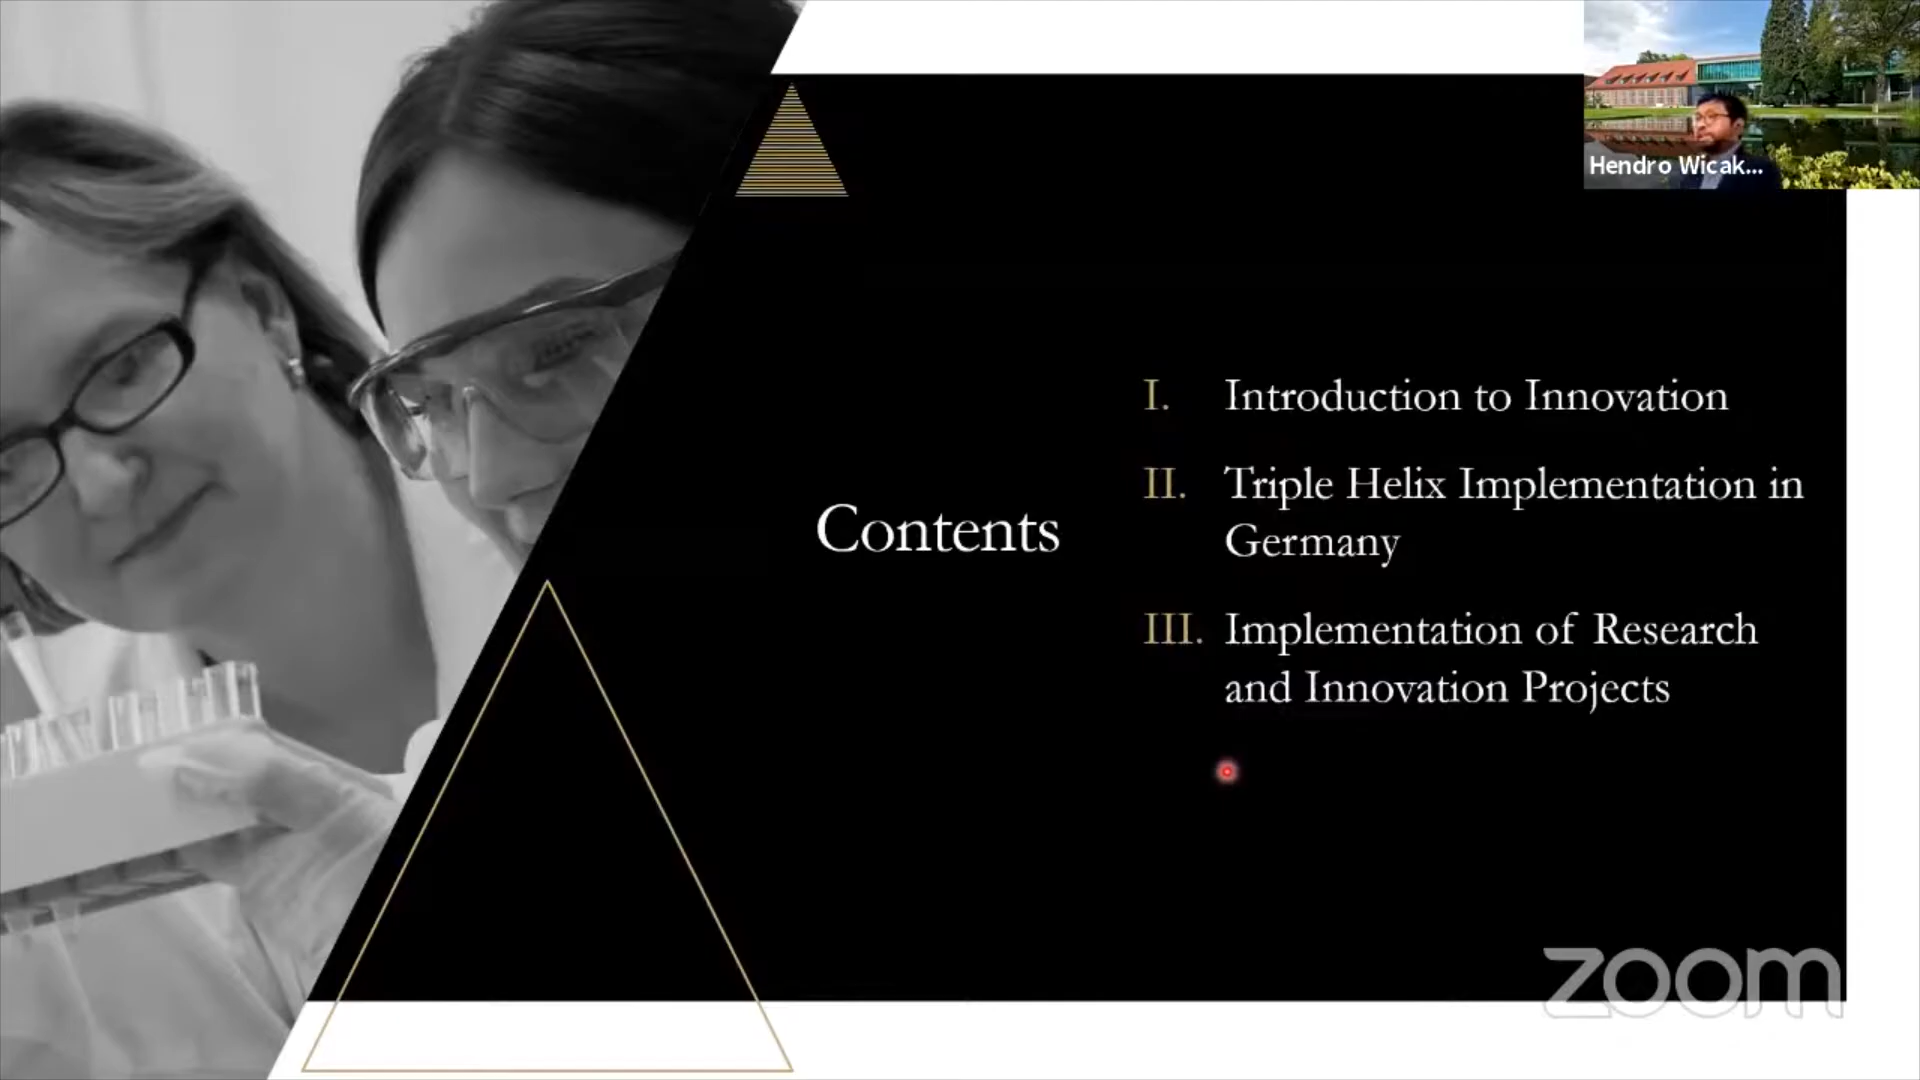 Hendro Wicak...
Contents
I. Introduction to Innovation
II. Triple Helix Implementation in
Germany
III. Implementation of Research
and Innovation Projects
zoom